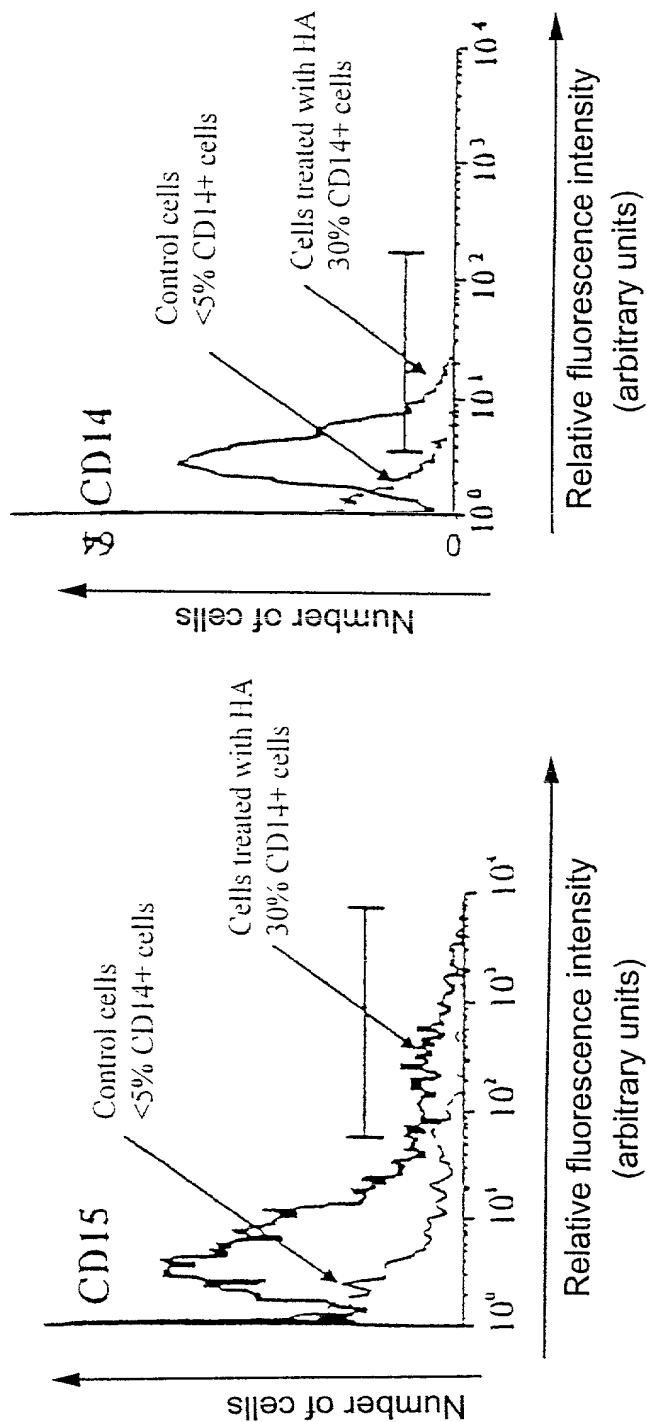 CD15
Number of cells
Control cells
<5% CD14+ cells
Cells treated with HA
30% CD14+ cells
10⁰ 10¹ 10² 10³ 10⁴
Relative fluorescence intensity
(arbitrary units)
CD14
Number of cells
0
Control cells
<5% CD14+ cells
Cells treated with HA
30% CD14+ cells
10⁰ 10¹ 10² 10³ 10⁴
Relative fluorescence intensity
(arbitrary units)